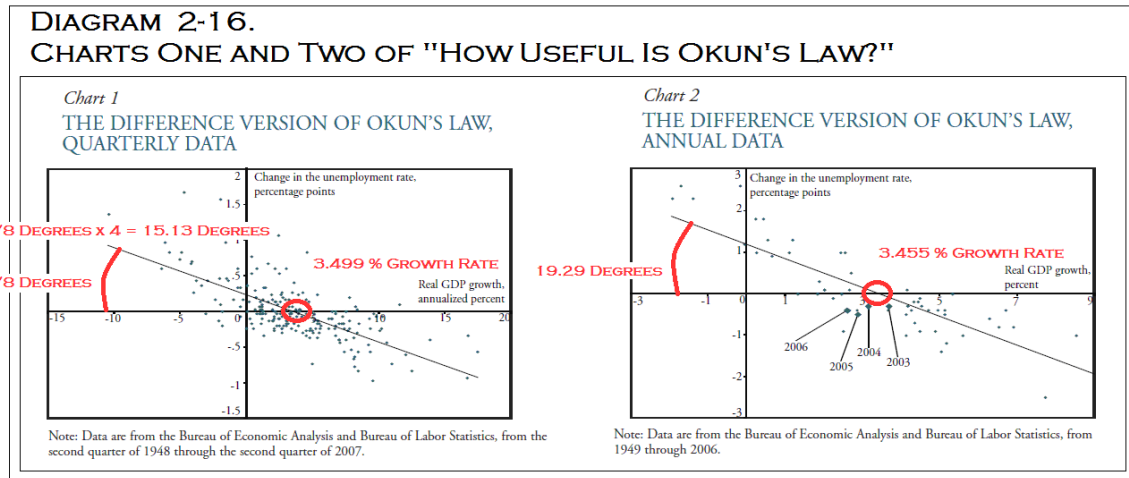 DIAGRAM 2-16.
CHARTS ONE AND TWO OF "HOW USEFUL IS OKUN'S LAW?"
Chart 1
THE DIFFERENCE VERSION OF OKUN'S LAW,
QUARTERLY DATA
2
Change in the unemployment rate,
percentage points
1.5
78 DEGREES X 4 = 15.13 DEGREES
1
78 DEGREES
3.499 % GROWTH RATE
.5
Real GDP growth,
annualized percent
-15 -10 -5 0 5 10 15 20
-.5
-1
-1.5
Note: Data are from the Bureau of Economic Analysis and Bureau of Labor Statistics, from the
second quarter of 1948 through the second quarter of 2007.
Chart 2
THE DIFFERENCE VERSION OF OKUN'S LAW,
ANNUAL DATA
3
Change in the unemployment rate,
percentage points
2
1
3.455 % GROWTH RATE
19.29 DEGREES
Real GDP growth,
percent
-3 -1 0 1 3 5 7 9
-1
2006 2005 2004 2003
-2
-3
Note: Data are from the Bureau of Economic Analysis and Bureau of Labor Statistics, from
1949 through 2006.